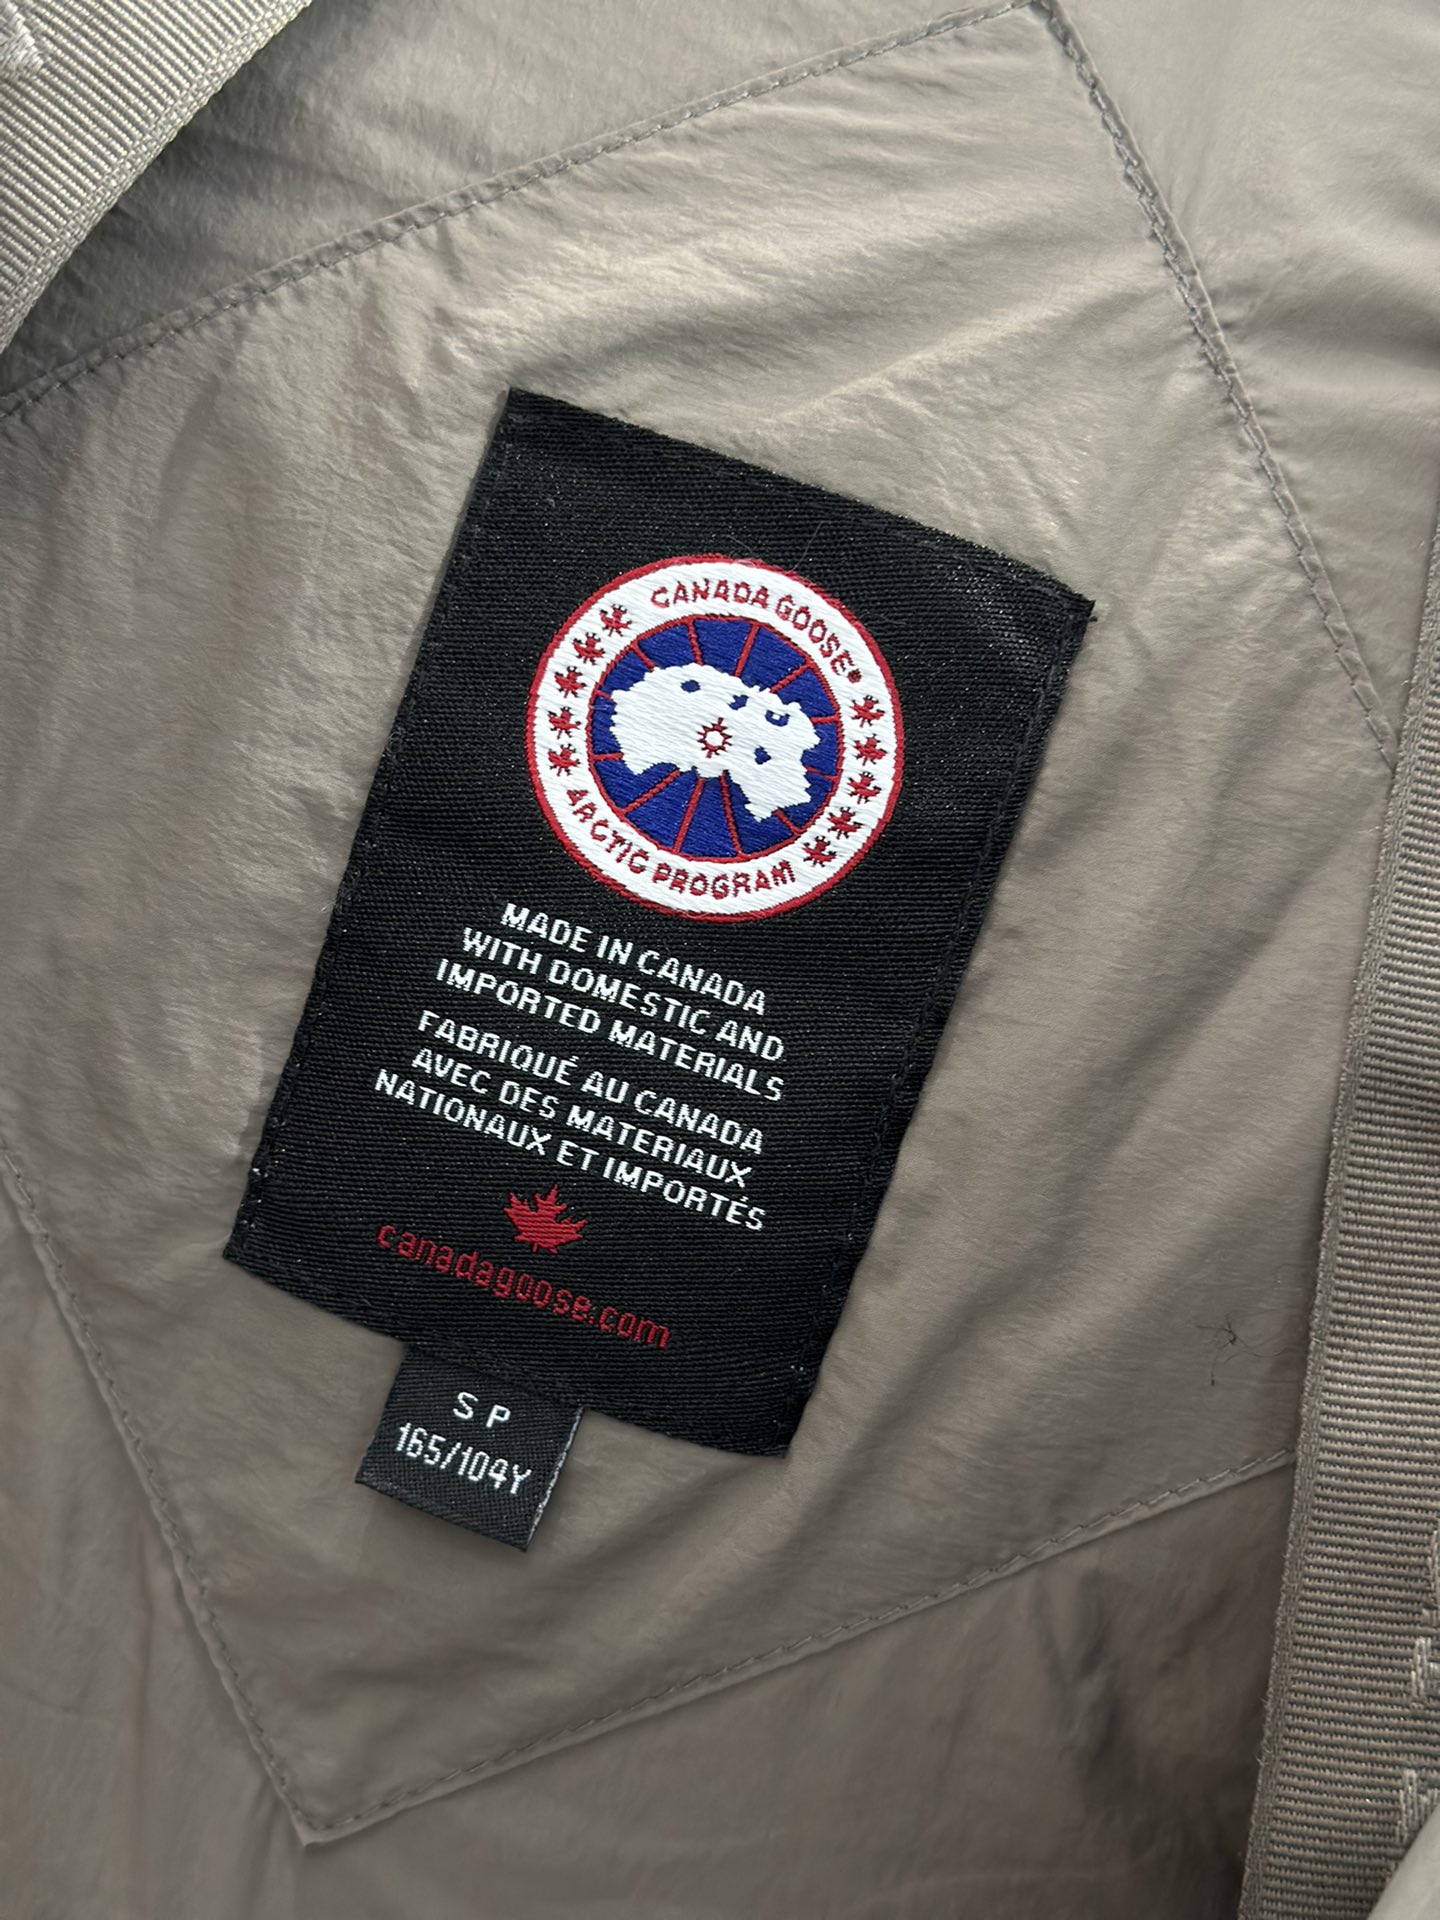 CANADA GOOSE®
ARCTIC PROGRAM
MADE IN CANADA
WITH DOMESTIC AND
IMPORTED MATERIALS
FABRIQUÉ AU CANADA
AVEC DES MATERIAUX
NATIONAUX ET IMPORTÉS
canadagoose.com
S P
165/104Y